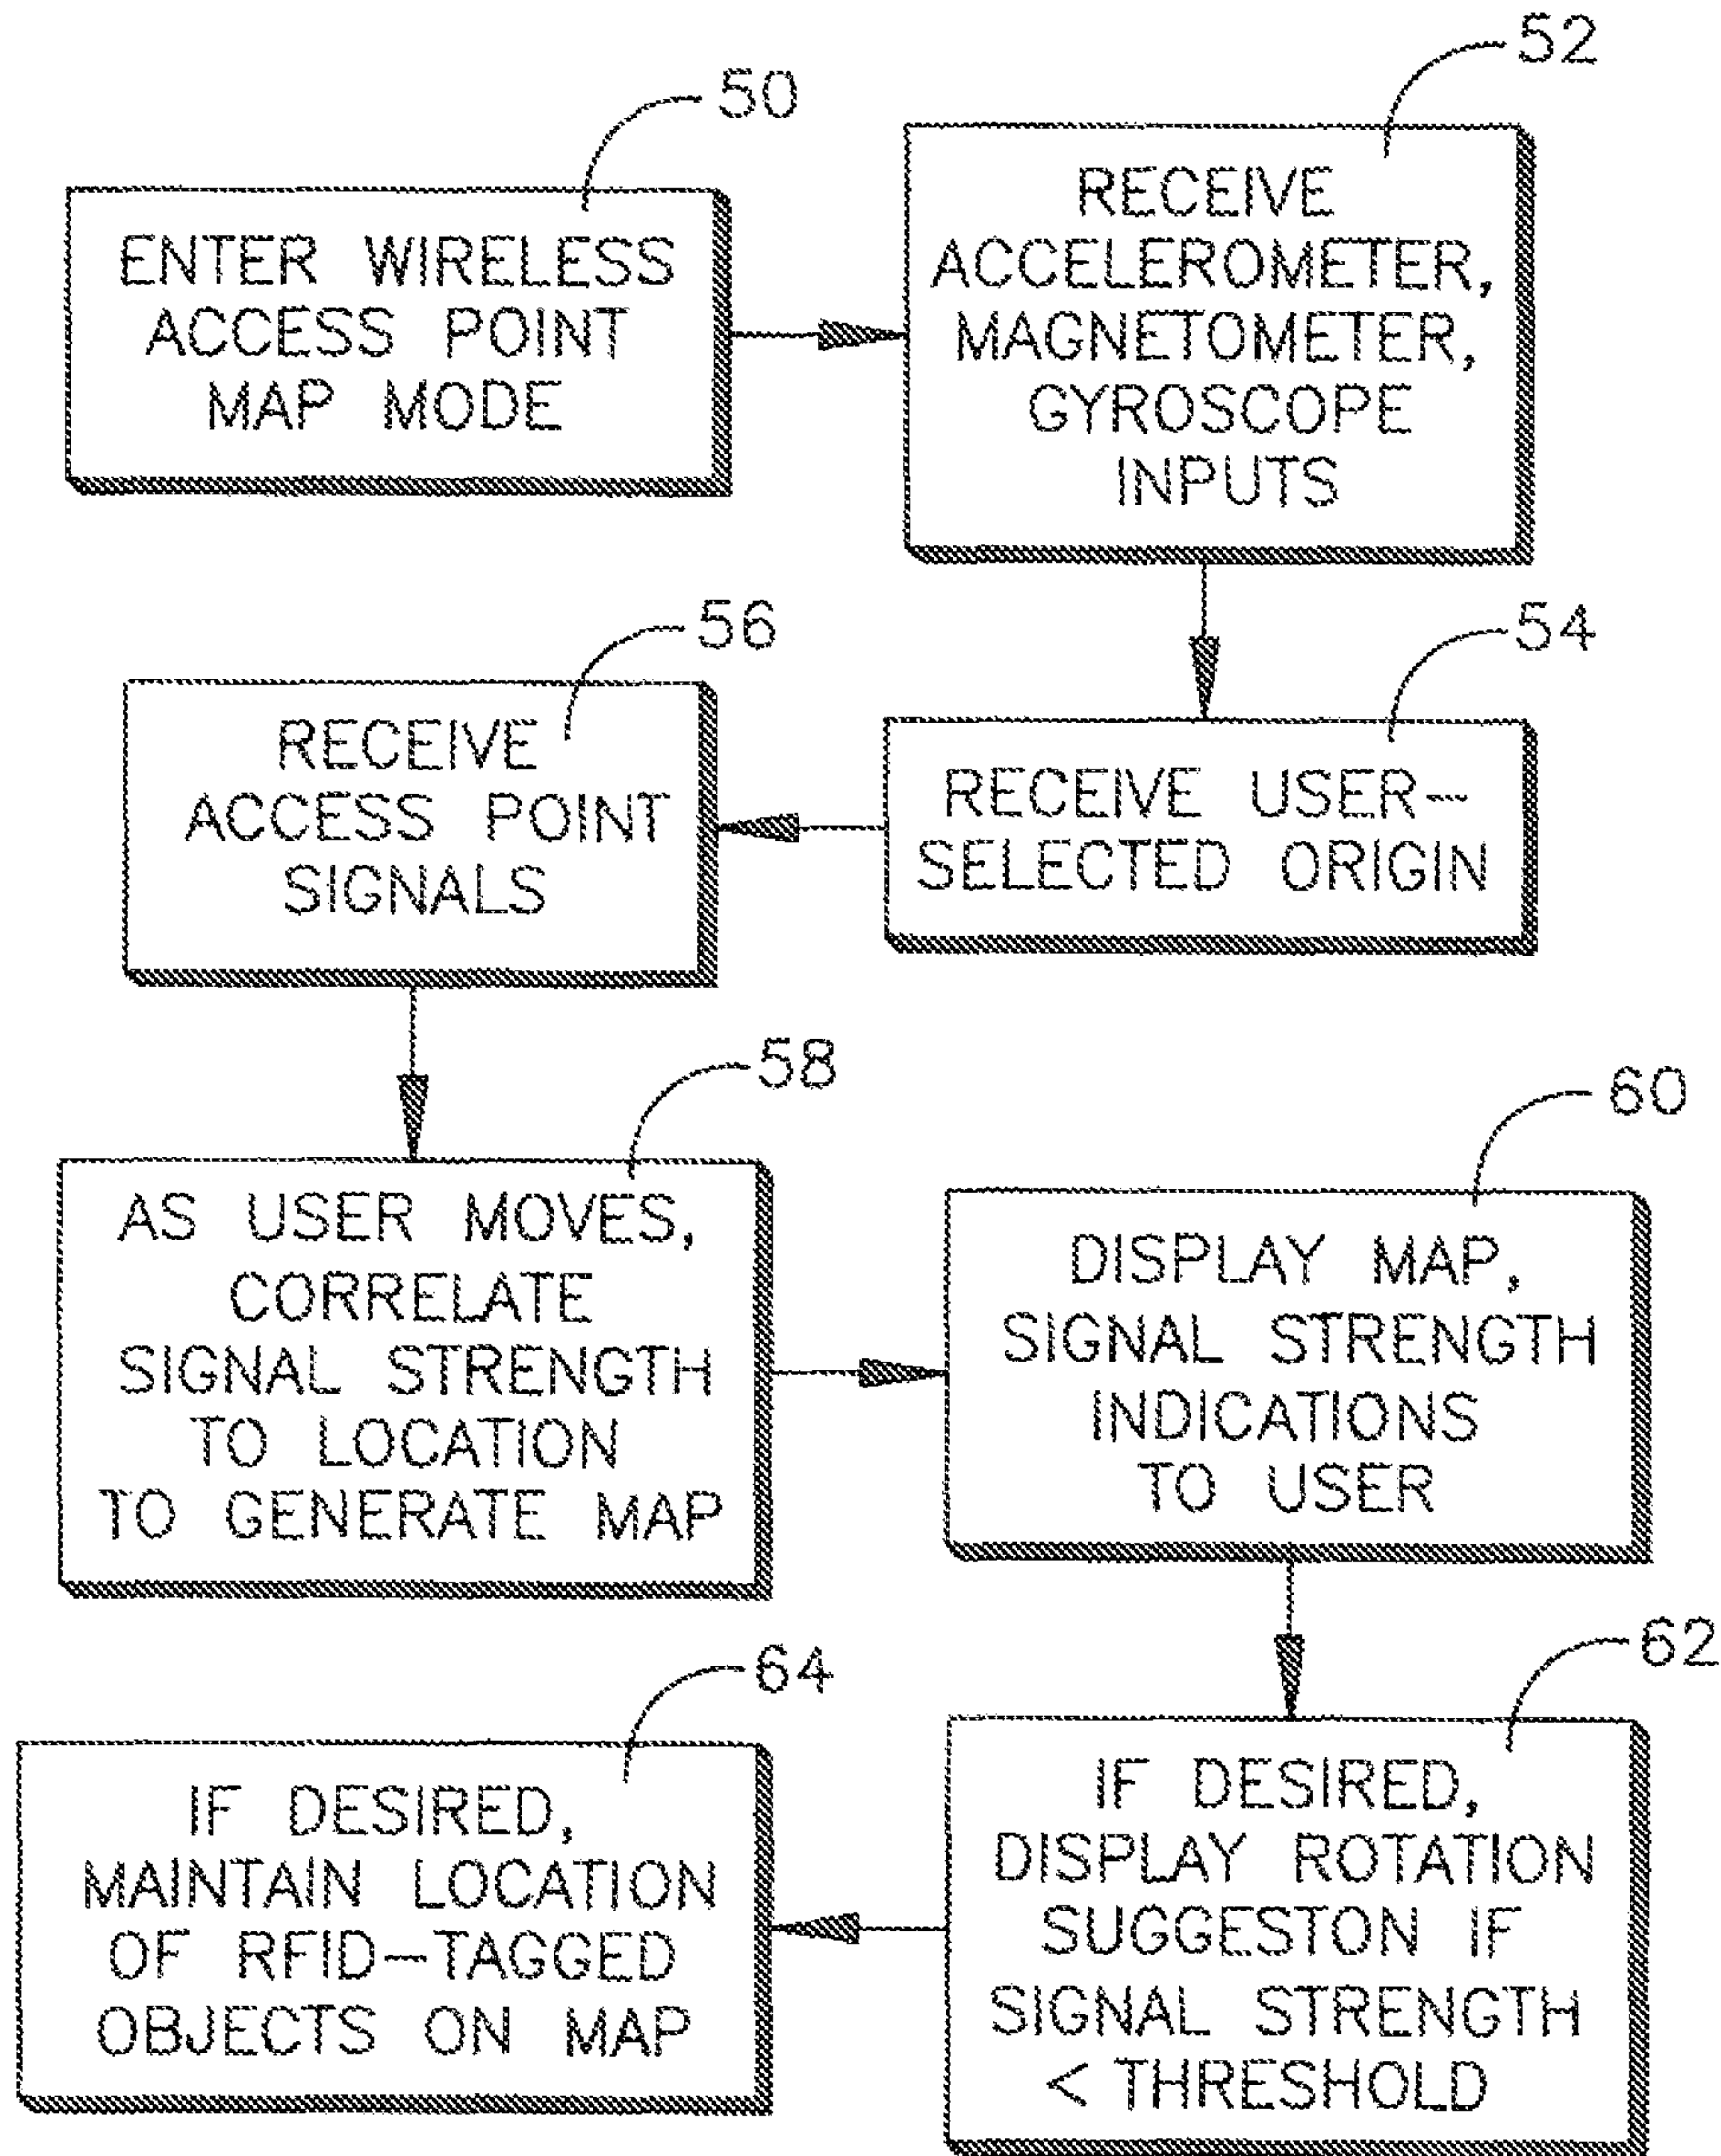 50
ENTER WIRELESS
ACCESS POINT
MAP MODE
52
RECEIVE
ACCELEROMETER,
MAGNETOMETER,
GYROSCOPE
INPUTS
54
RECEIVE USER-
SELECTED ORIGIN
56
RECEIVE
ACCESS POINT
SIGNALS
58
AS USER MOVES,
CORRELATE
SIGNAL STRENGTH
TO LOCATION
TO GENERATE MAP
60
DISPLAY MAP,
SIGNAL STRENGTH
INDICATIONS
TO USER
62
IF DESIRED,
DISPLAY ROTATION
SUGGESTON IF
SIGNAL STRENGTH
< THRESHOLD
64
IF DESIRED,
MAINTAIN LOCATION
OF RFID-TAGGED
OBJECTS ON MAP